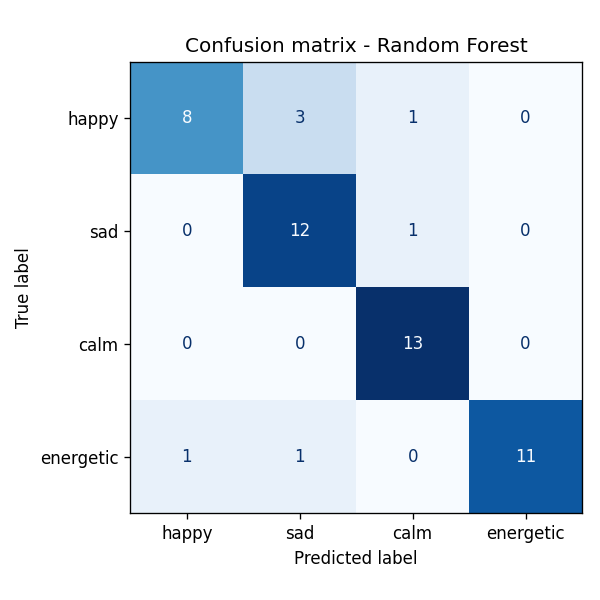 Confusion matrix - Random Forest
happy 8 3 1 0
sad 0 12 1 0
calm 0 0 13 0
energetic 1 1 0 11
True label
happy sad calm energetic
Predicted label